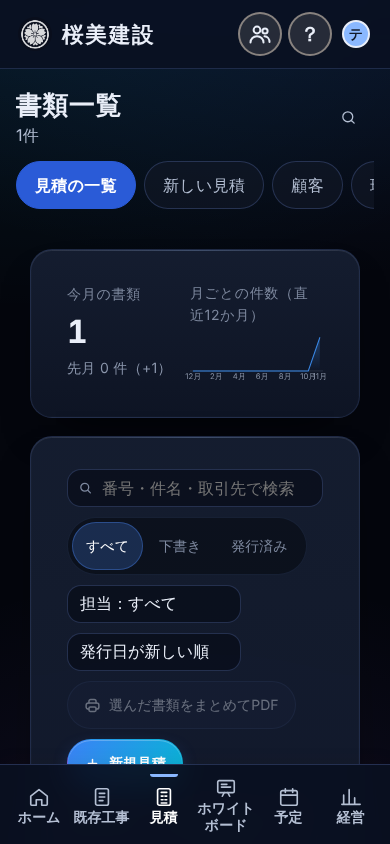 桜美建設
?
テ
書類一覧
1件
見積の一覧
新しい見積
顧客
今月の書類
1
先月 0 件（+1）
月ごとの件数（直
近12か月）
12月 2月 4月 6月 8月 10月 11月
番号・件名・取引先で検索
すべて
下書き
発行済み
担当：すべて
発行日が新しい順
選んだ書類をまとめてPDF
+ 新規見積
ホーム
既存工事
見積
ホワイト
ボード
予定
経営